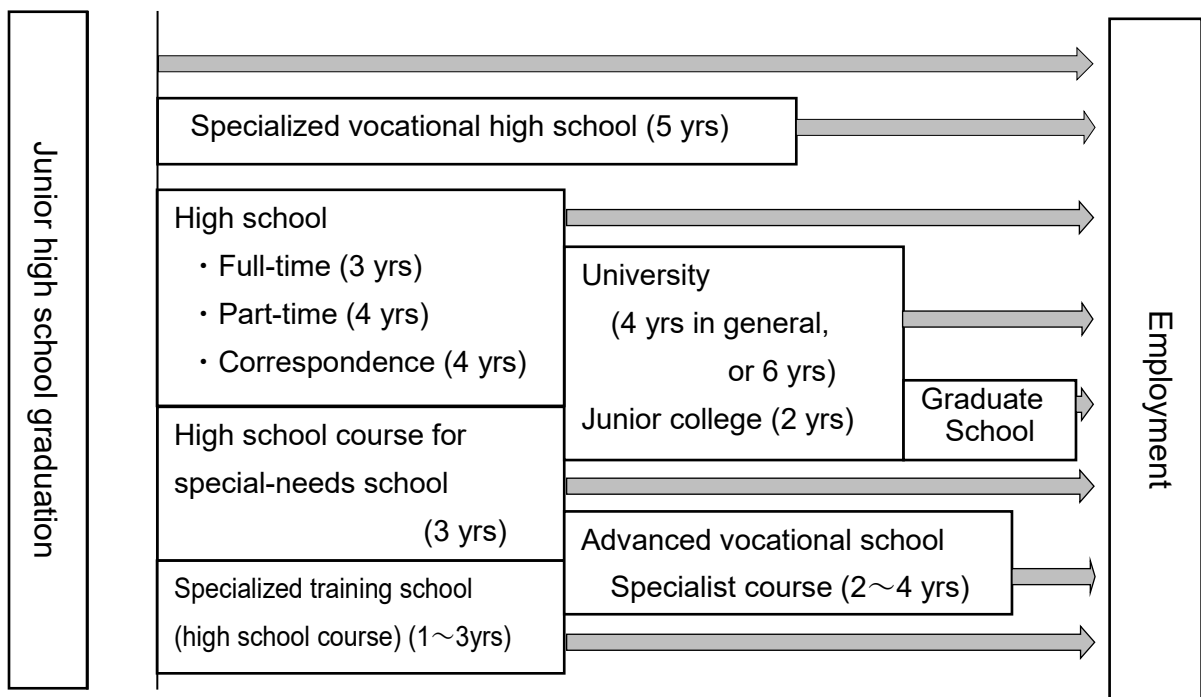 Junior high school graduation
Specialized vocational high school (5 yrs)
High school
・Full-time (3 yrs)
・Part-time (4 yrs)
・Correspondence (4 yrs)
High school course for
special-needs school
(3 yrs)
Specialized training school
(high school course) (1～3yrs)
University
(4 yrs in general,
or 6 yrs)
Junior college (2 yrs)
Graduate
School
Advanced vocational school
Specialist course (2～4 yrs)
Employment